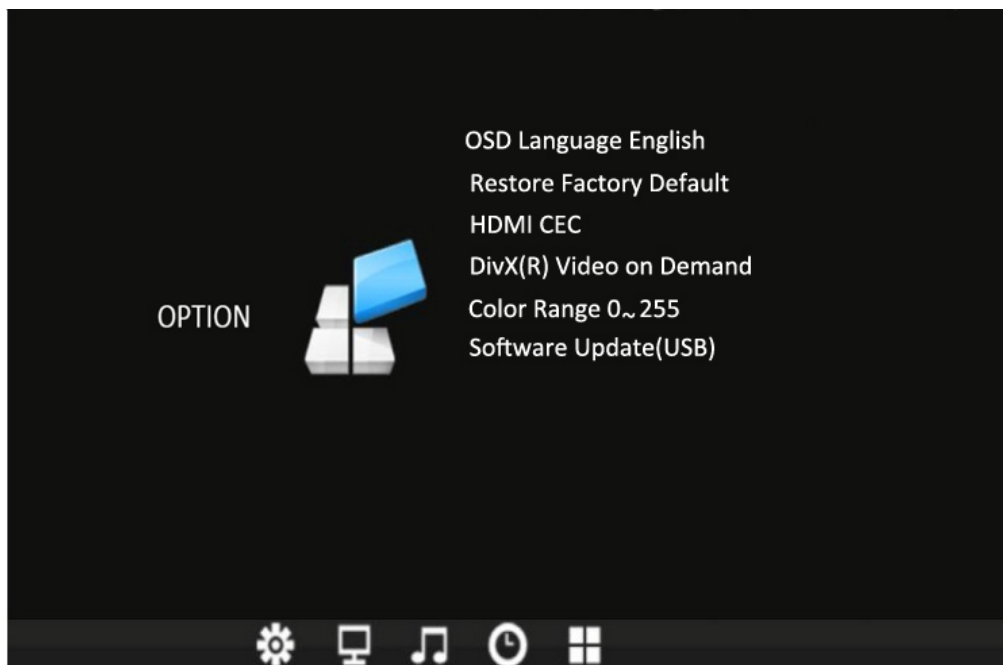 OSD Language English
Restore Factory Default
HDMI CEC
DivX(R) Video on Demand
OPTION
Color Range 0~255
Software Update(USB)